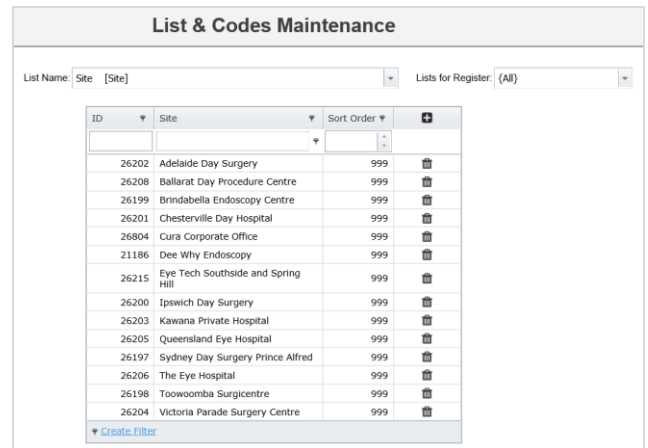 List & Codes Maintenance
List Name: Site [Site] Lists for Register: {All}
ID Site Sort Order
26202 Adelaide Day Surgery 999
26208 Ballarat Day Procedure Centre 999
26199 Brindabella Endoscopy Centre 999
26201 Chesterville Day Hospital 999
26804 Cura Corporate Office 999
21186 Dee Why Endoscopy 999
26215 Eye Tech Southside and Spring Hill 999
26200 Ipswich Day Surgery 999
26203 Kawana Private Hospital 999
26205 Queensland Eye Hospital 999
26197 Sydney Day Surgery Prince Alfred 999
26206 The Eye Hospital 999
26198 Toowoomba Surgicentre 999
26204 Victoria Parade Surgery Centre 999
Create Filter